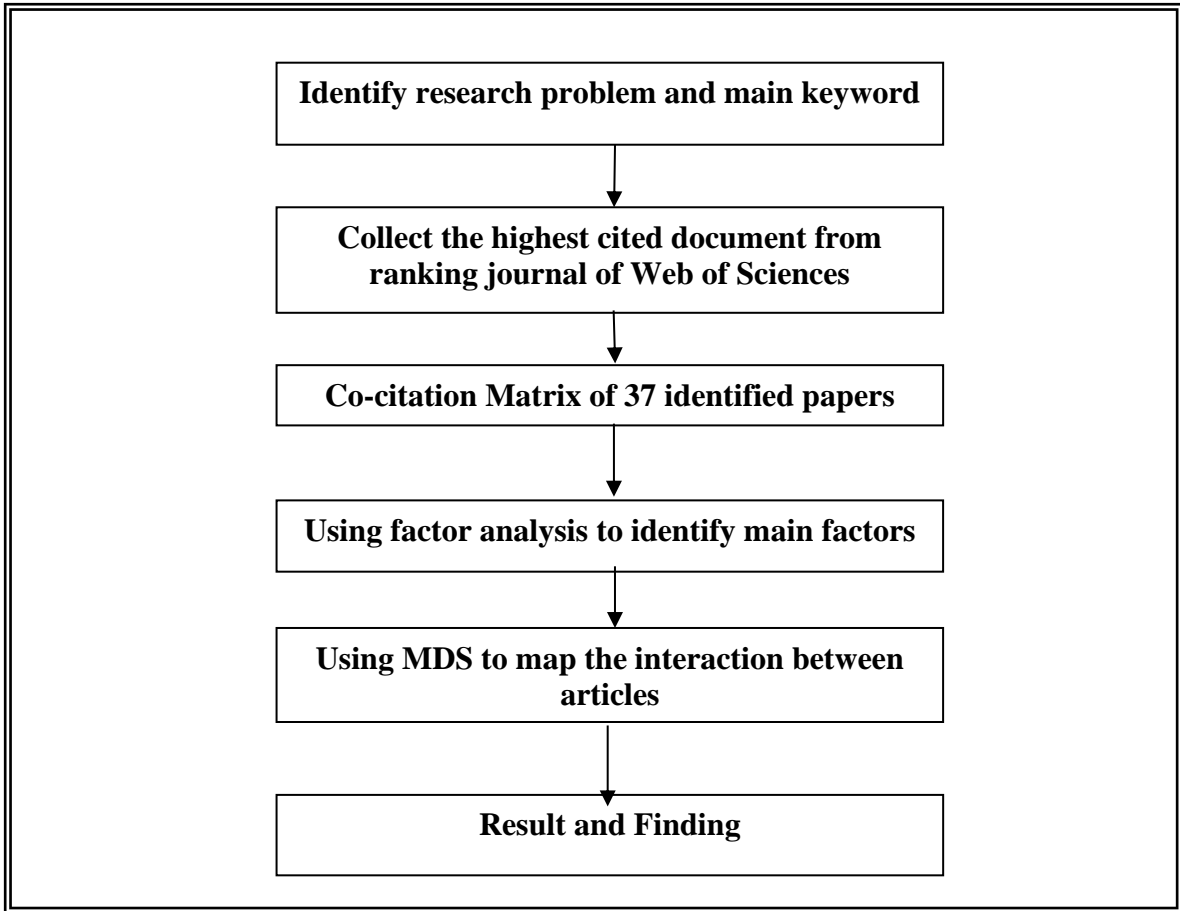 Identify research problem and main keyword
Collect the highest cited document from
ranking journal of Web of Sciences
Co-citation Matrix of 37 identified papers
Using factor analysis to identify main factors
Using MDS to map the interaction between
articles
Result and Finding